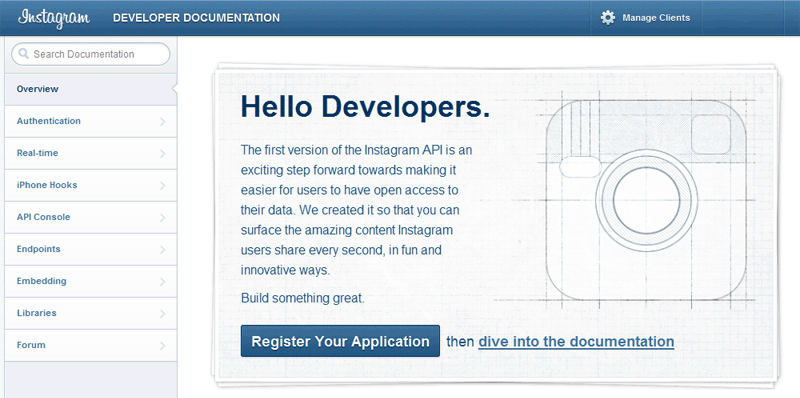 Instagram DEVELOPER DOCUMENTATION Manage Clients
Search Documentation
Overview
Authentication
Real-time
iPhone Hooks
API Console
Endpoints
Embedding
Libraries
Forum
Hello Developers.
The first version of the Instagram API is an
exciting step forward towards making it
easier for users to have open access to
their data. We created it so that you can
surface the amazing content Instagram
users share every second, in fun and
innovative ways.
Build something great.
Register Your Application then dive into the documentation